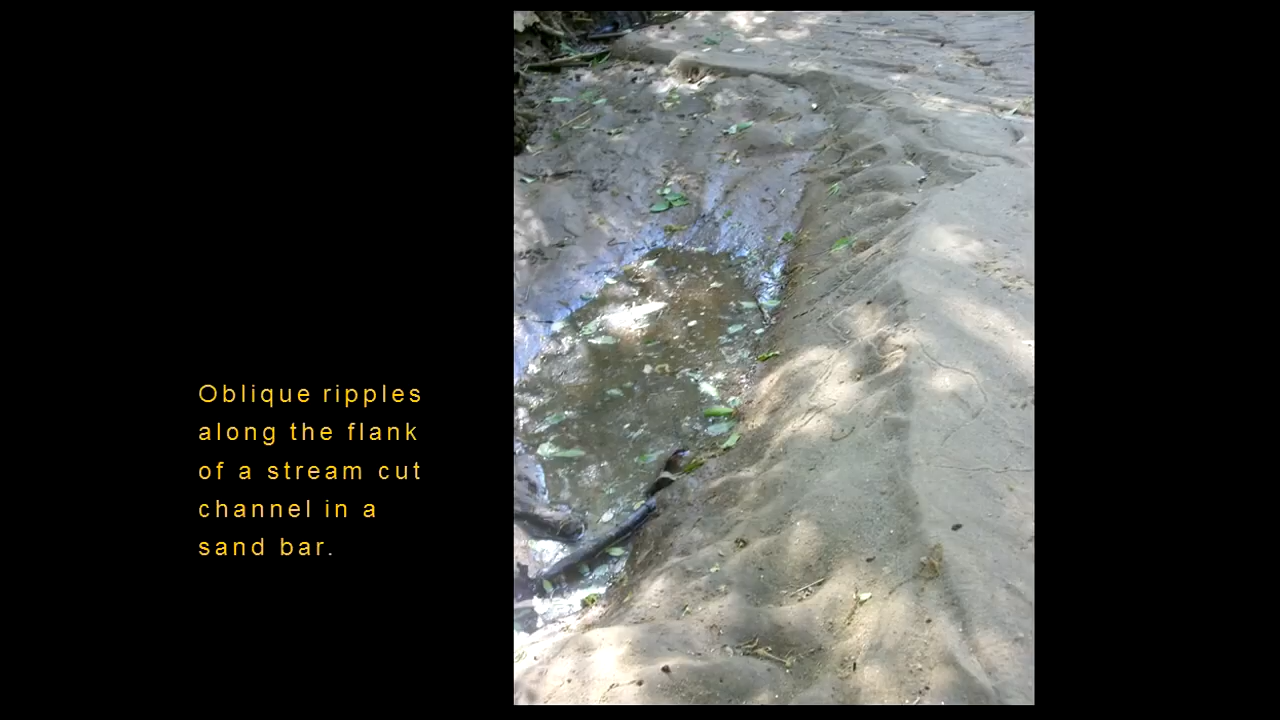 Oblique ripples
along the flank
of a stream cut
channel in a
sand bar.